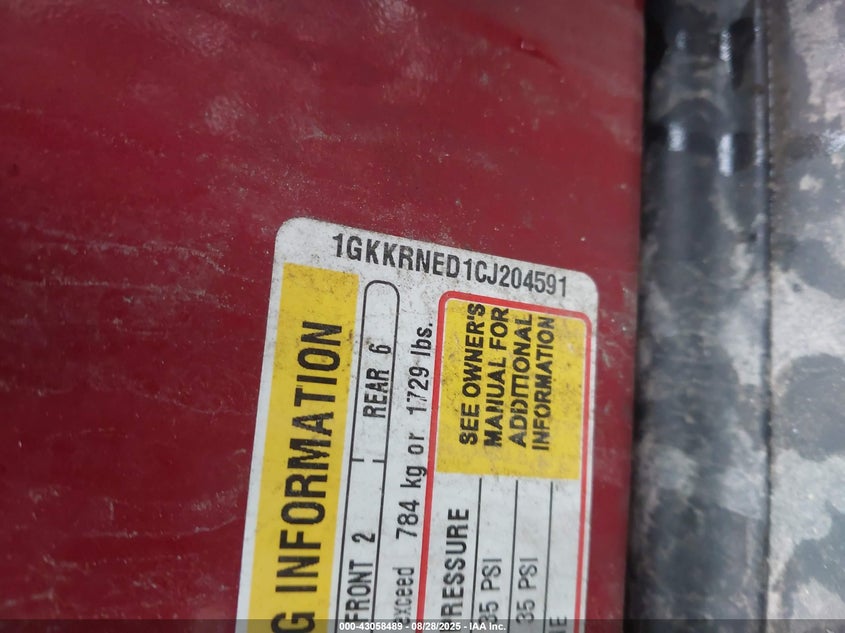 1GKKRNED1CJ204591
G INFORMATION
FRONT 2 REAR 6
exceed 784 kg or 1729 lbs.
SEE OWNER'S
MANUAL FOR
ADDITIONAL
INFORMATION
RESSURE
35 PSI
35 PSI
000-43058489 - 08/28/2025 - IAA Inc.